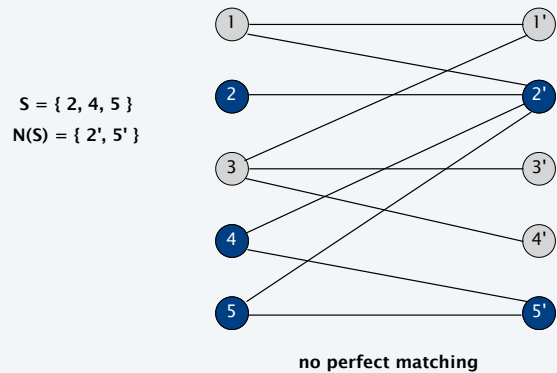 1 1'
2 2'
S = { 2, 4, 5 }
N(S) = { 2', 5' }
3 3'
4 4'
5 5'
no perfect matching